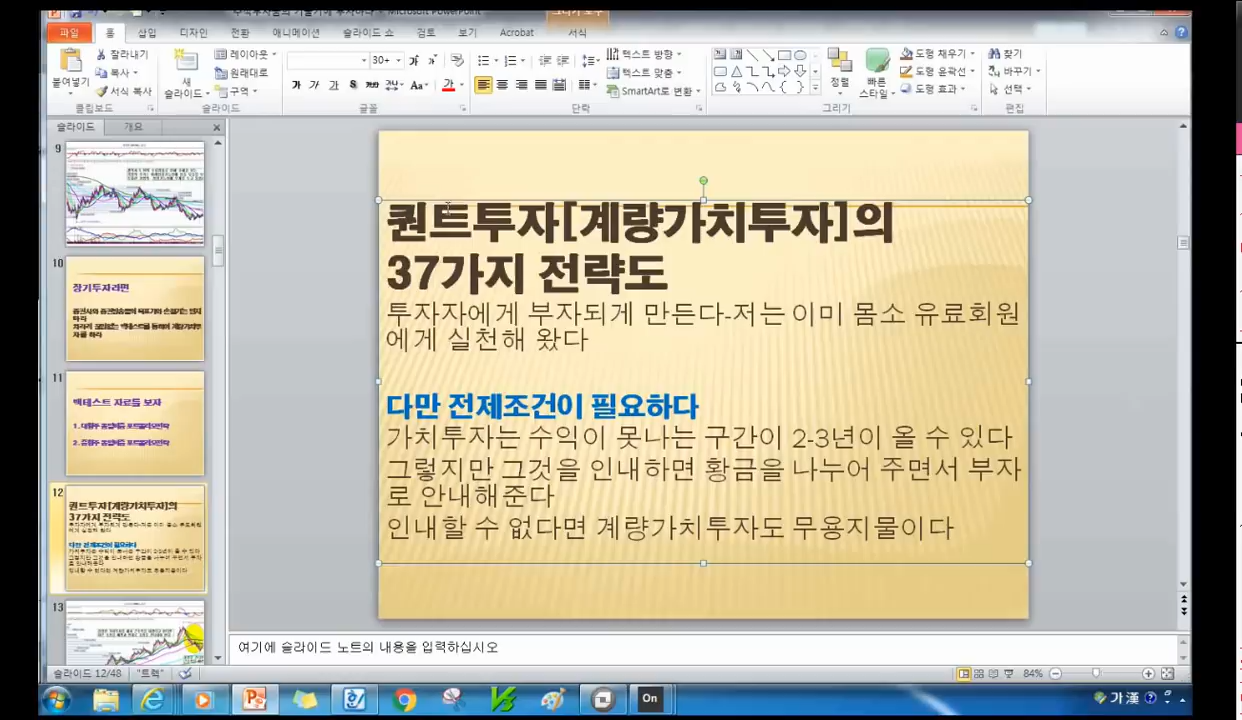 Microsoft PowerPoint
파일 홈 삽입 디자인 전환 애니메이션 슬라이드 쇼 검토 보기 Acrobat 서식
붙여넣기
잘라내기
복사
서식 복사
클립보드
새 슬라이드
레이아웃
원래대로
구역
슬라이드
30+
글꼴
텍스트 방향
텍스트 맞춤
SmartArt로 변환
단락
정렬
빠른 스타일
도형 채우기
도형 윤곽선
도형 효과
그리기
찾기
바꾸기
선택
편집
슬라이드 개요
9
10
장기투자라면
11
백테스트 자료를 보자
12
퀀트투자[계량가치투자]의
37가지 전략도
13
퀀트투자[계량가치투자]의
37가지 전략도
투자자에게 부자되게 만든다-저는 이미 몸소 유료회원
에게 실천해 왔다
다만 전제조건이 필요하다
가치투자는 수익이 못나는 구간이 2-3년이 올 수 있다
그렇지만 그것을 인내하면 황금을 나누어 주면서 부자
로 안내해준다
인내할 수 없다면 계량가치투자도 무용지물이다
여기에 슬라이드 노트의 내용을 입력하십시오
슬라이드 12/48 "트랙" 84%
On 가 漢